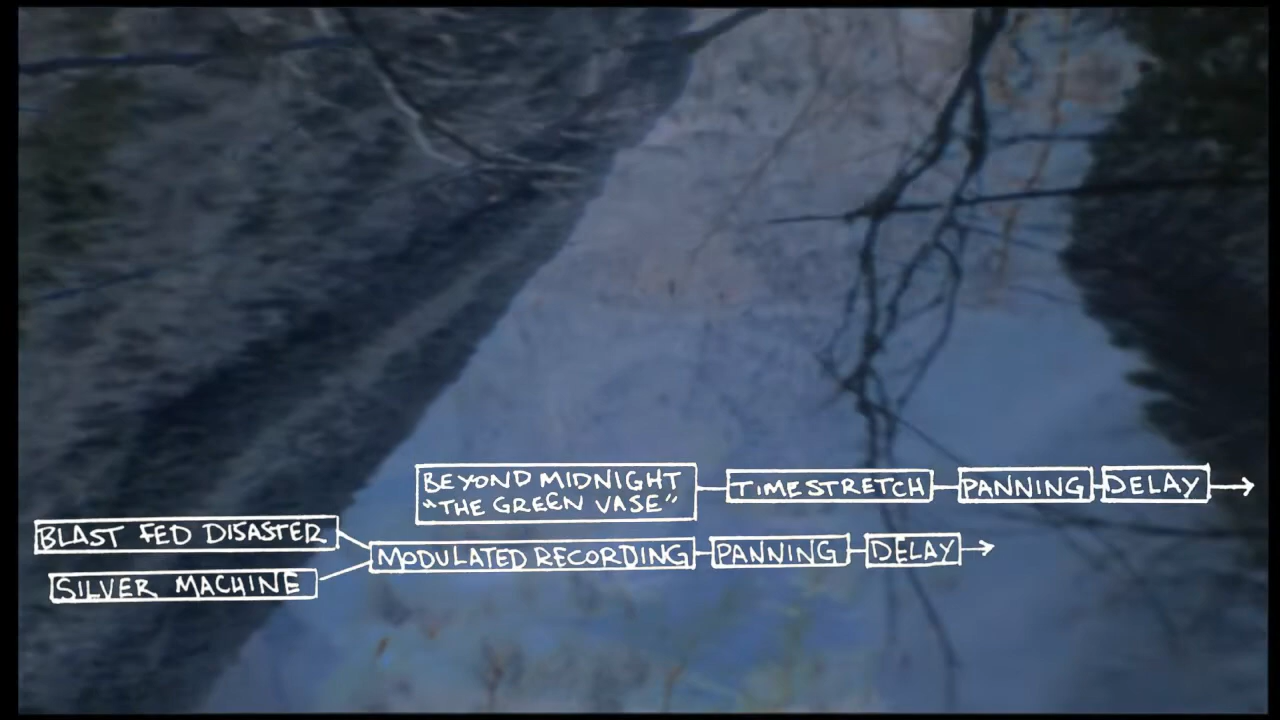 BEYOND MIDNIGHT
"THE GREEN VASE"
TIMESTRETCH
PANNING
DELAY
BLAST FED DISASTER
SILVER MACHINE
MODULATED RECORDING
PANNING
DELAY